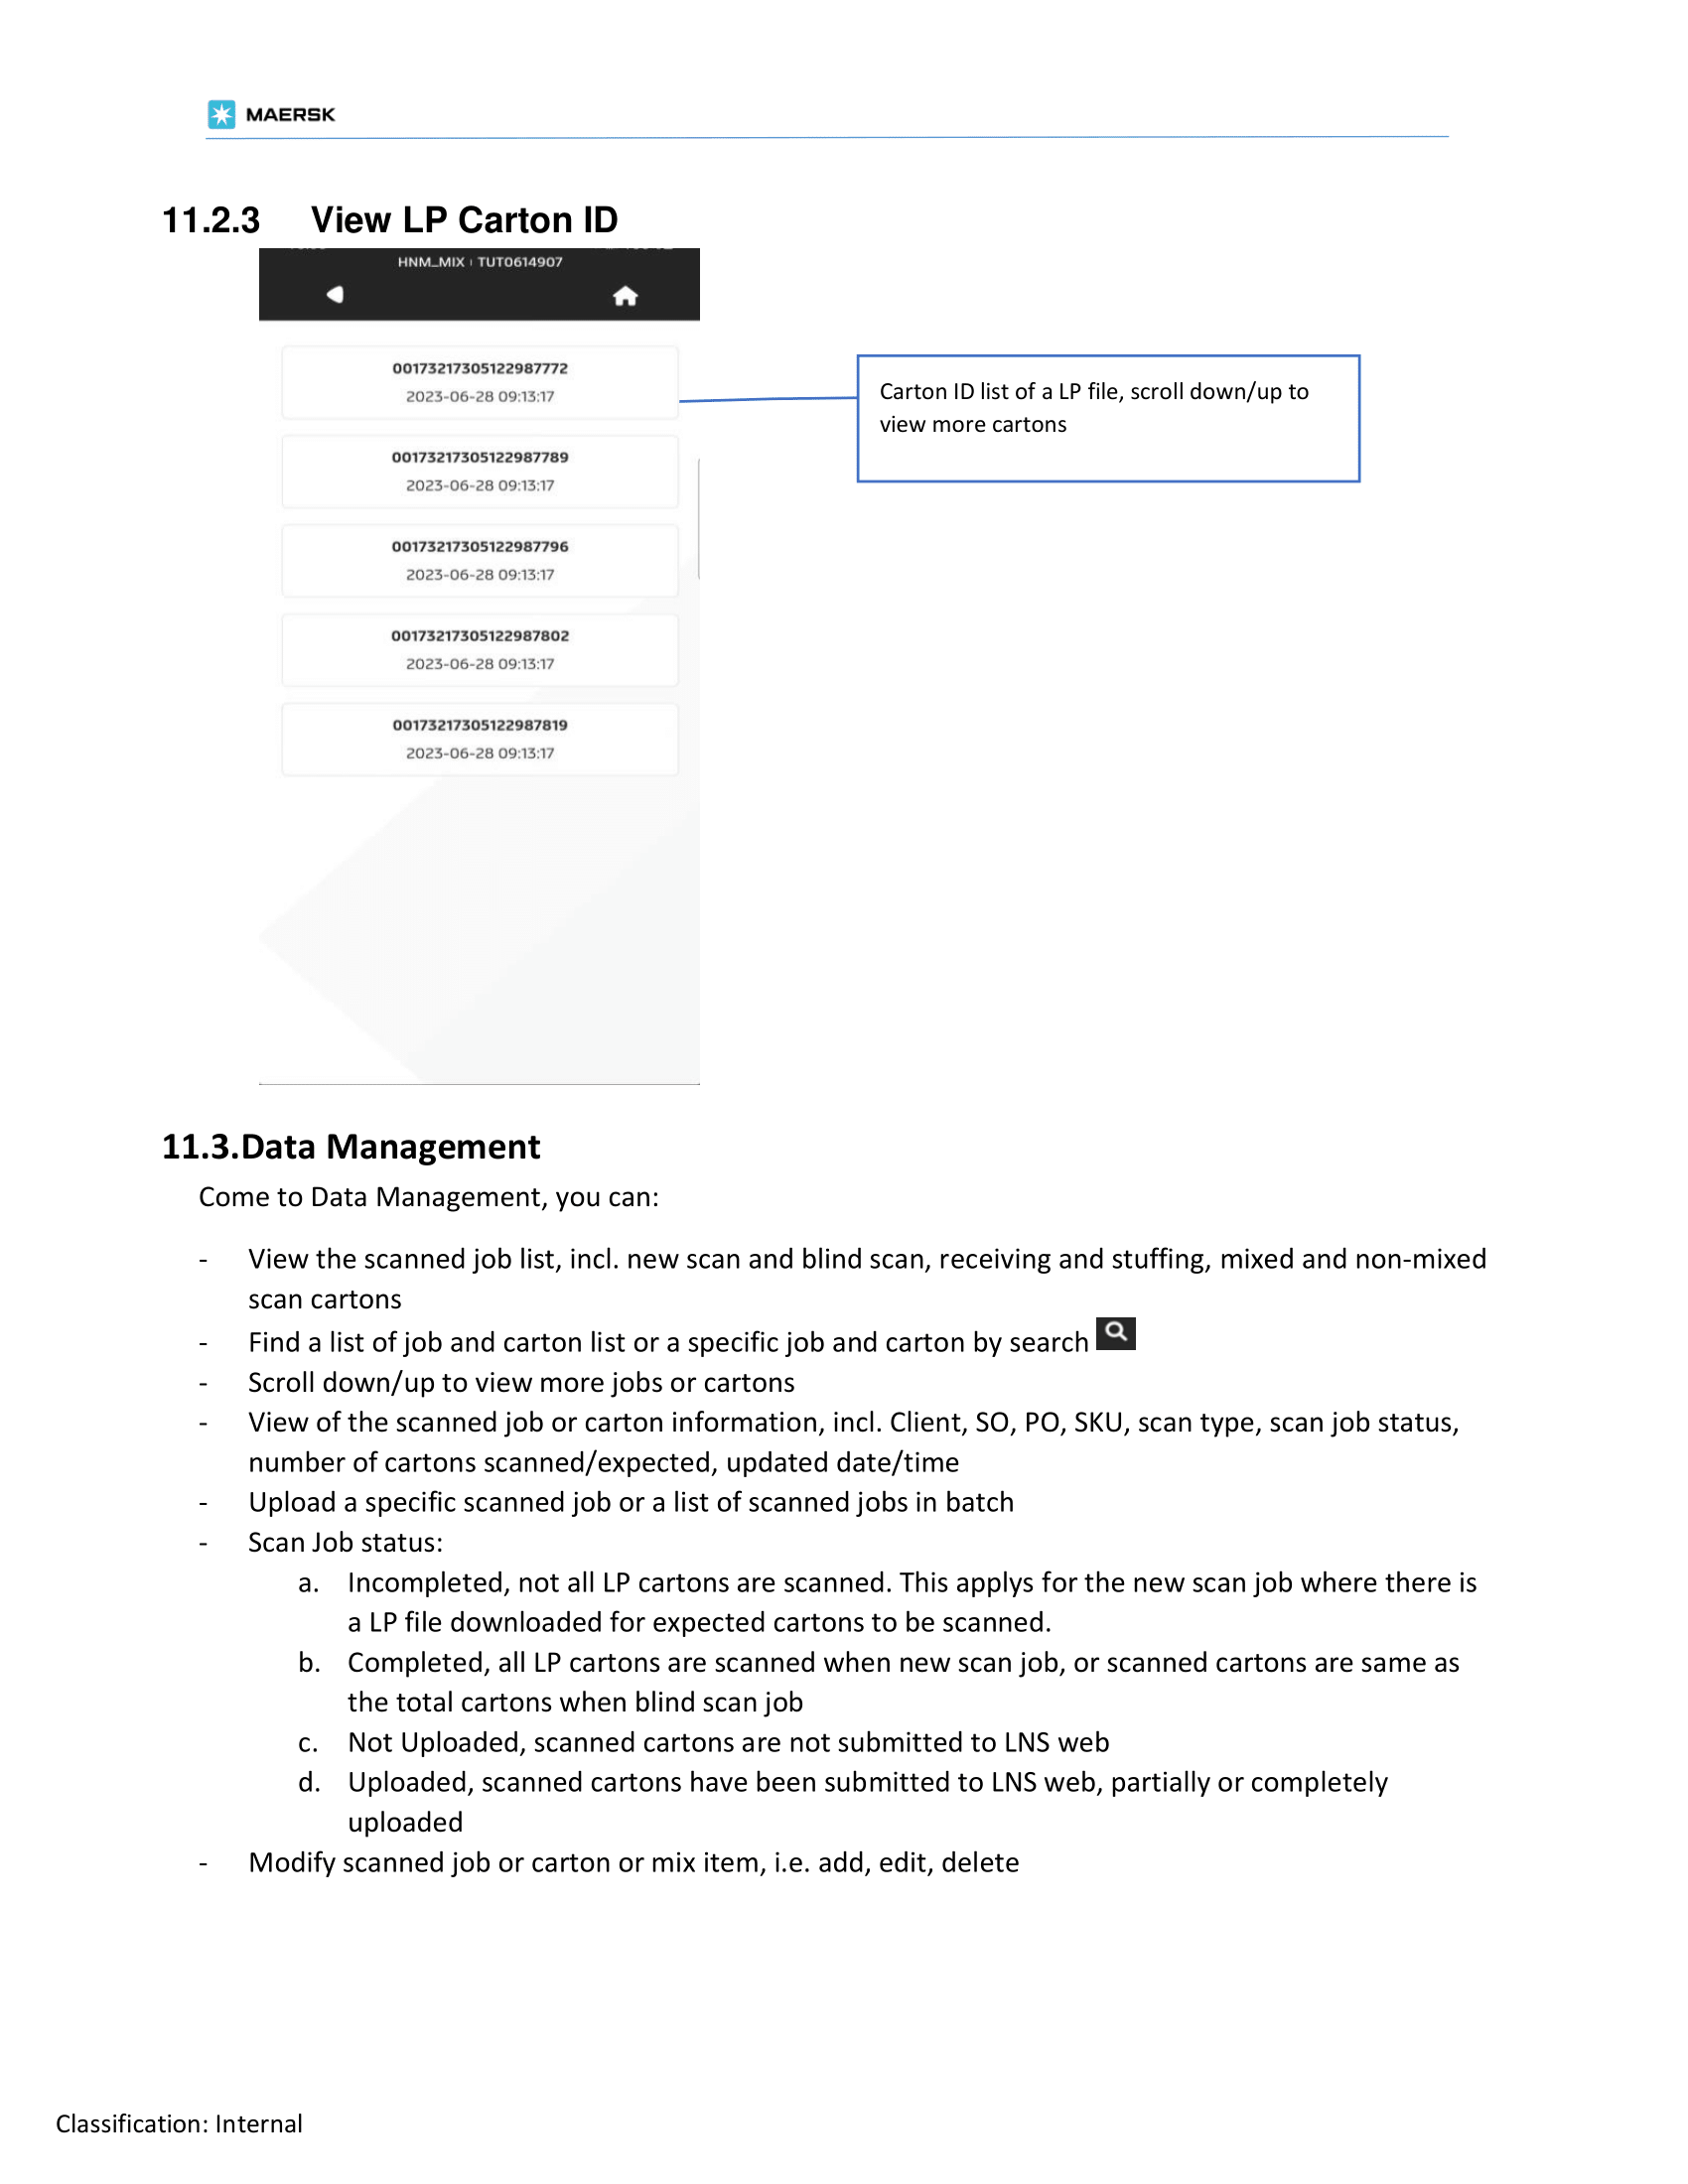 MAERSK
11.2.3 View LP Carton ID
HNM_MIX | TUT0614907
00173217305122987772
2023-06-28 09:13:17
00173217305122987789
2023-06-28 09:13:17
00173217305122987796
2023-06-28 09:13:17
00173217305122987802
2023-06-28 09:13:17
00173217305122987819
2023-06-28 09:13:17
Carton ID list of a LP file, scroll down/up to
view more cartons
11.3.Data Management
Come to Data Management, you can:
- View the scanned job list, incl. new scan and blind scan, receiving and stuffing, mixed and non-mixed
scan cartons
- Find a list of job and carton list or a specific job and carton by search
- Scroll down/up to view more jobs or cartons
- View of the scanned job or carton information, incl. Client, SO, PO, SKU, scan type, scan job status,
number of cartons scanned/expected, updated date/time
- Upload a specific scanned job or a list of scanned jobs in batch
- Scan Job status:
a. Incompleted, not all LP cartons are scanned. This applys for the new scan job where there is
a LP file downloaded for expected cartons to be scanned.
b. Completed, all LP cartons are scanned when new scan job, or scanned cartons are same as
the total cartons when blind scan job
c. Not Uploaded, scanned cartons are not submitted to LNS web
d. Uploaded, scanned cartons have been submitted to LNS web, partially or completely
uploaded
- Modify scanned job or carton or mix item, i.e. add, edit, delete
Classification: Internal